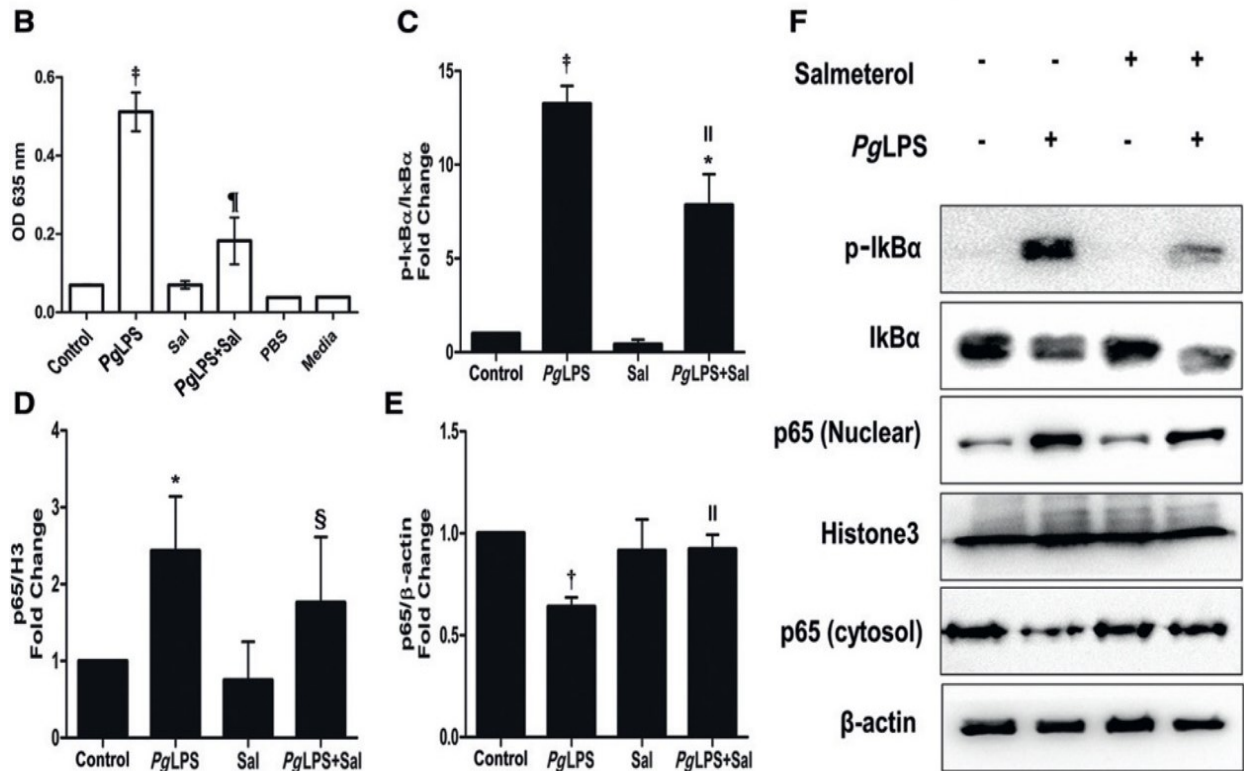 B
‡
0.6
0.4
0.2
0.0
OD 635 nm
¶
Control
PgLPS
Sal
PgLPS+Sal
PBS
Media
C
‡
15
10
5
0
p-IκBα/IκBα
Fold Change
||
*
Control
PgLPS
Sal
PgLPS+Sal
D
4
3
2
1
0
p65/H3
Fold Change
*
§
Control
PgLPS
Sal
PgLPS+Sal
E
1.5
1.0
0.5
0.0
p65/β-actin
Fold Change
†
||
Control
PgLPS
Sal
PgLPS+Sal
F
Salmeterol - - + +
PgLPS - + - +
p-IkBα
IkBα
p65 (Nuclear)
Histone3
p65 (cytosol)
β-actin